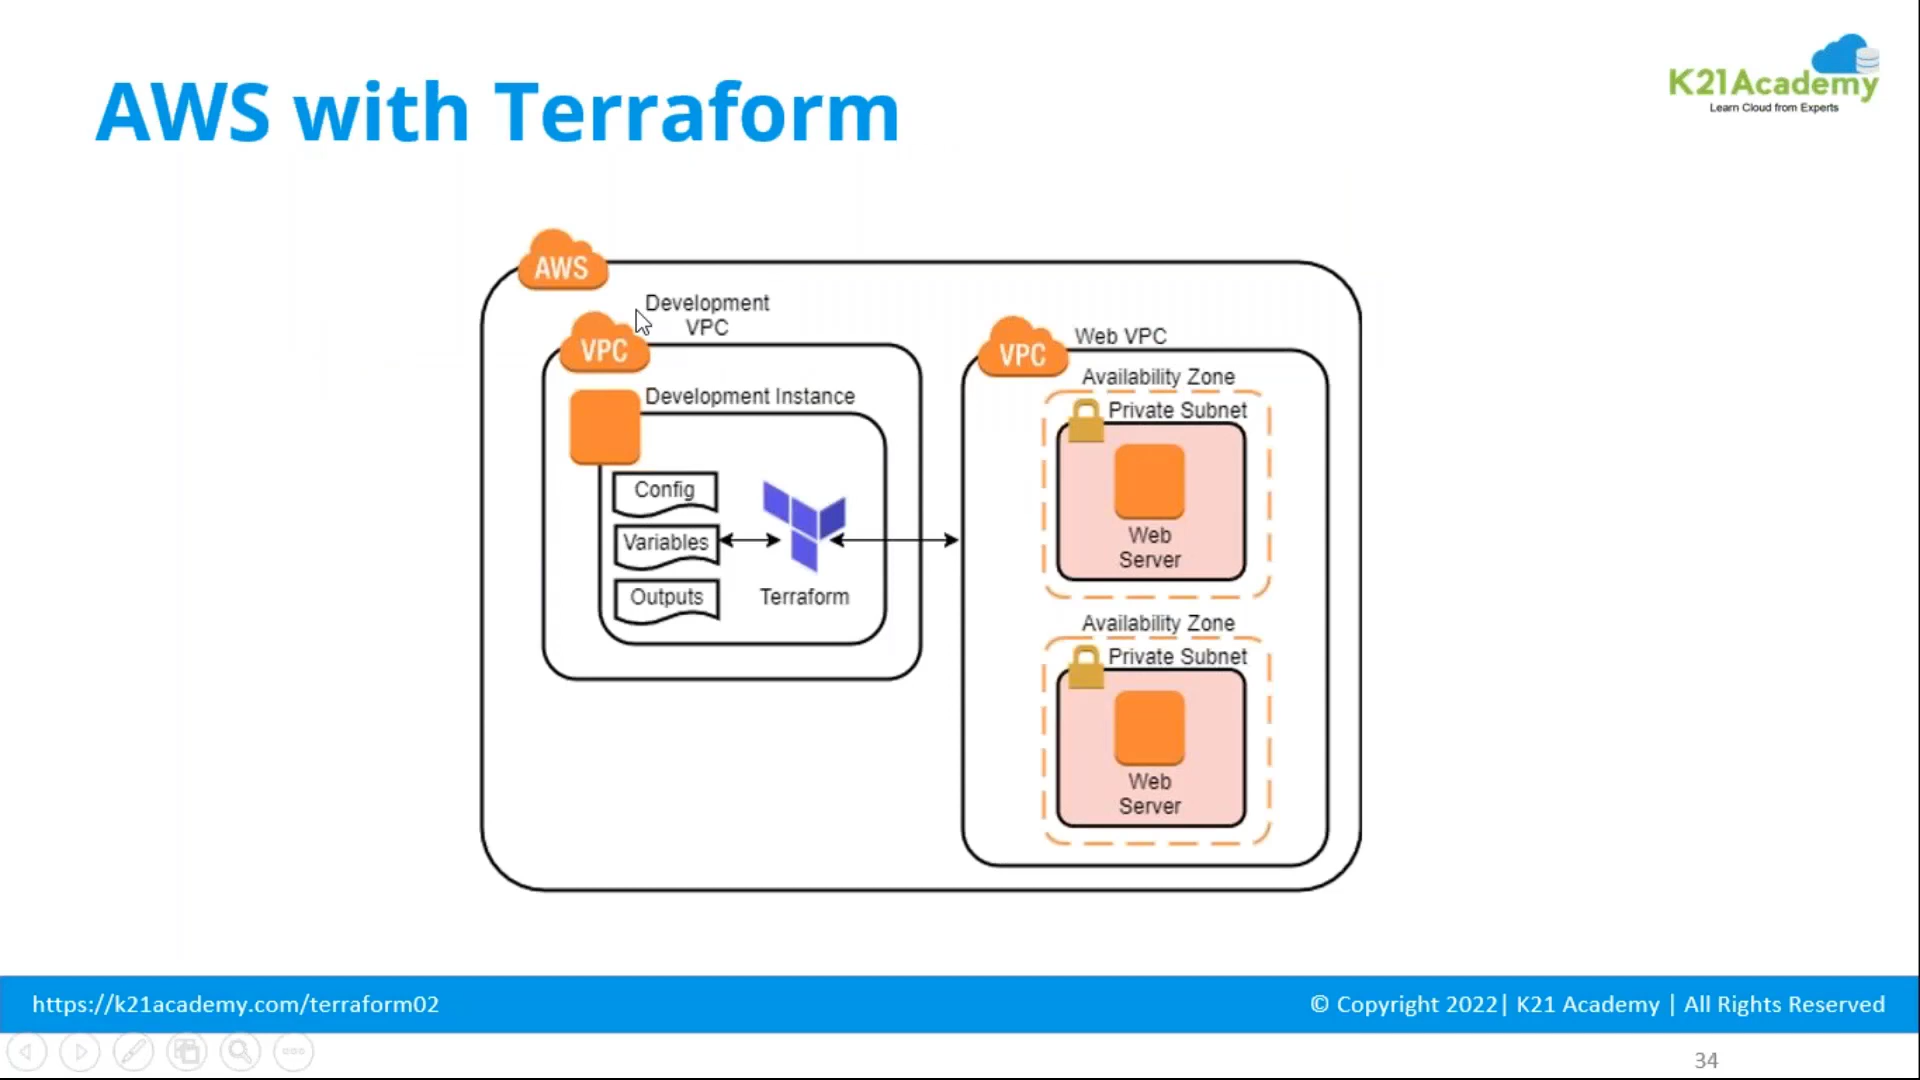 AWS with Terraform
K21Academy
Learn Cloud from Experts
AWS
Development
VPC
VPC
Development Instance
Config
Variables
Outputs
Terraform
VPC
Web VPC
Availability Zone
Private Subnet
Web
Server
Availability Zone
Private Subnet
Web
Server
https://k21academy.com/terraform02
© Copyright 2022| K21 Academy | All Rights Reserved
34